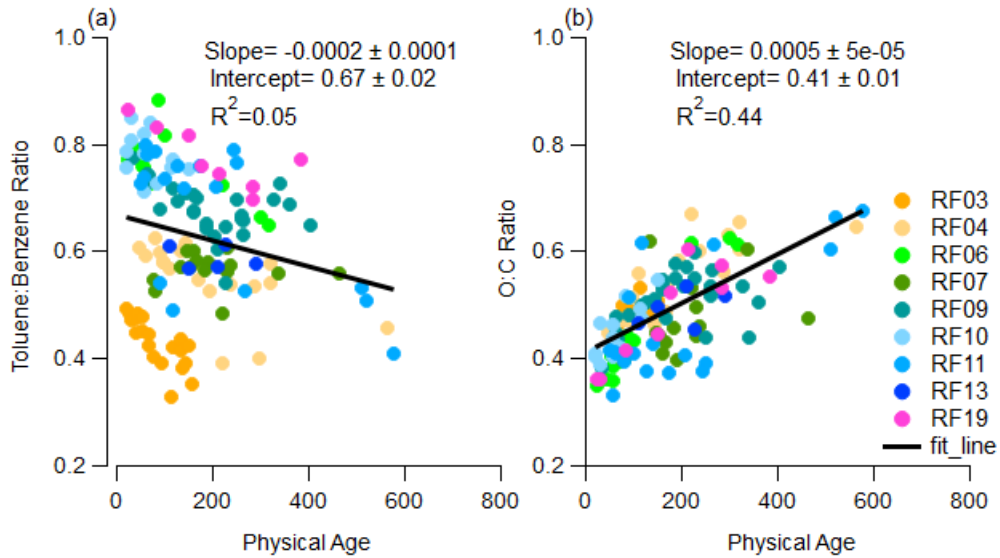 (a)
Slope= -0.0002 ± 0.0001
Intercept= 0.67 ± 0.02
R²=0.05
1.0
0.8
0.6
0.4
0.2
Toluene:Benzene Ratio
0
200
400
600
800
Physical Age
(b)
Slope= 0.0005 ± 5e-05
Intercept= 0.41 ± 0.01
R²=0.44
1.0
0.8
0.6
0.4
0.2
O:C Ratio
0
200
400
600
800
Physical Age
RF03
RF04
RF06
RF07
RF09
RF10
RF11
RF13
RF19
fit_line